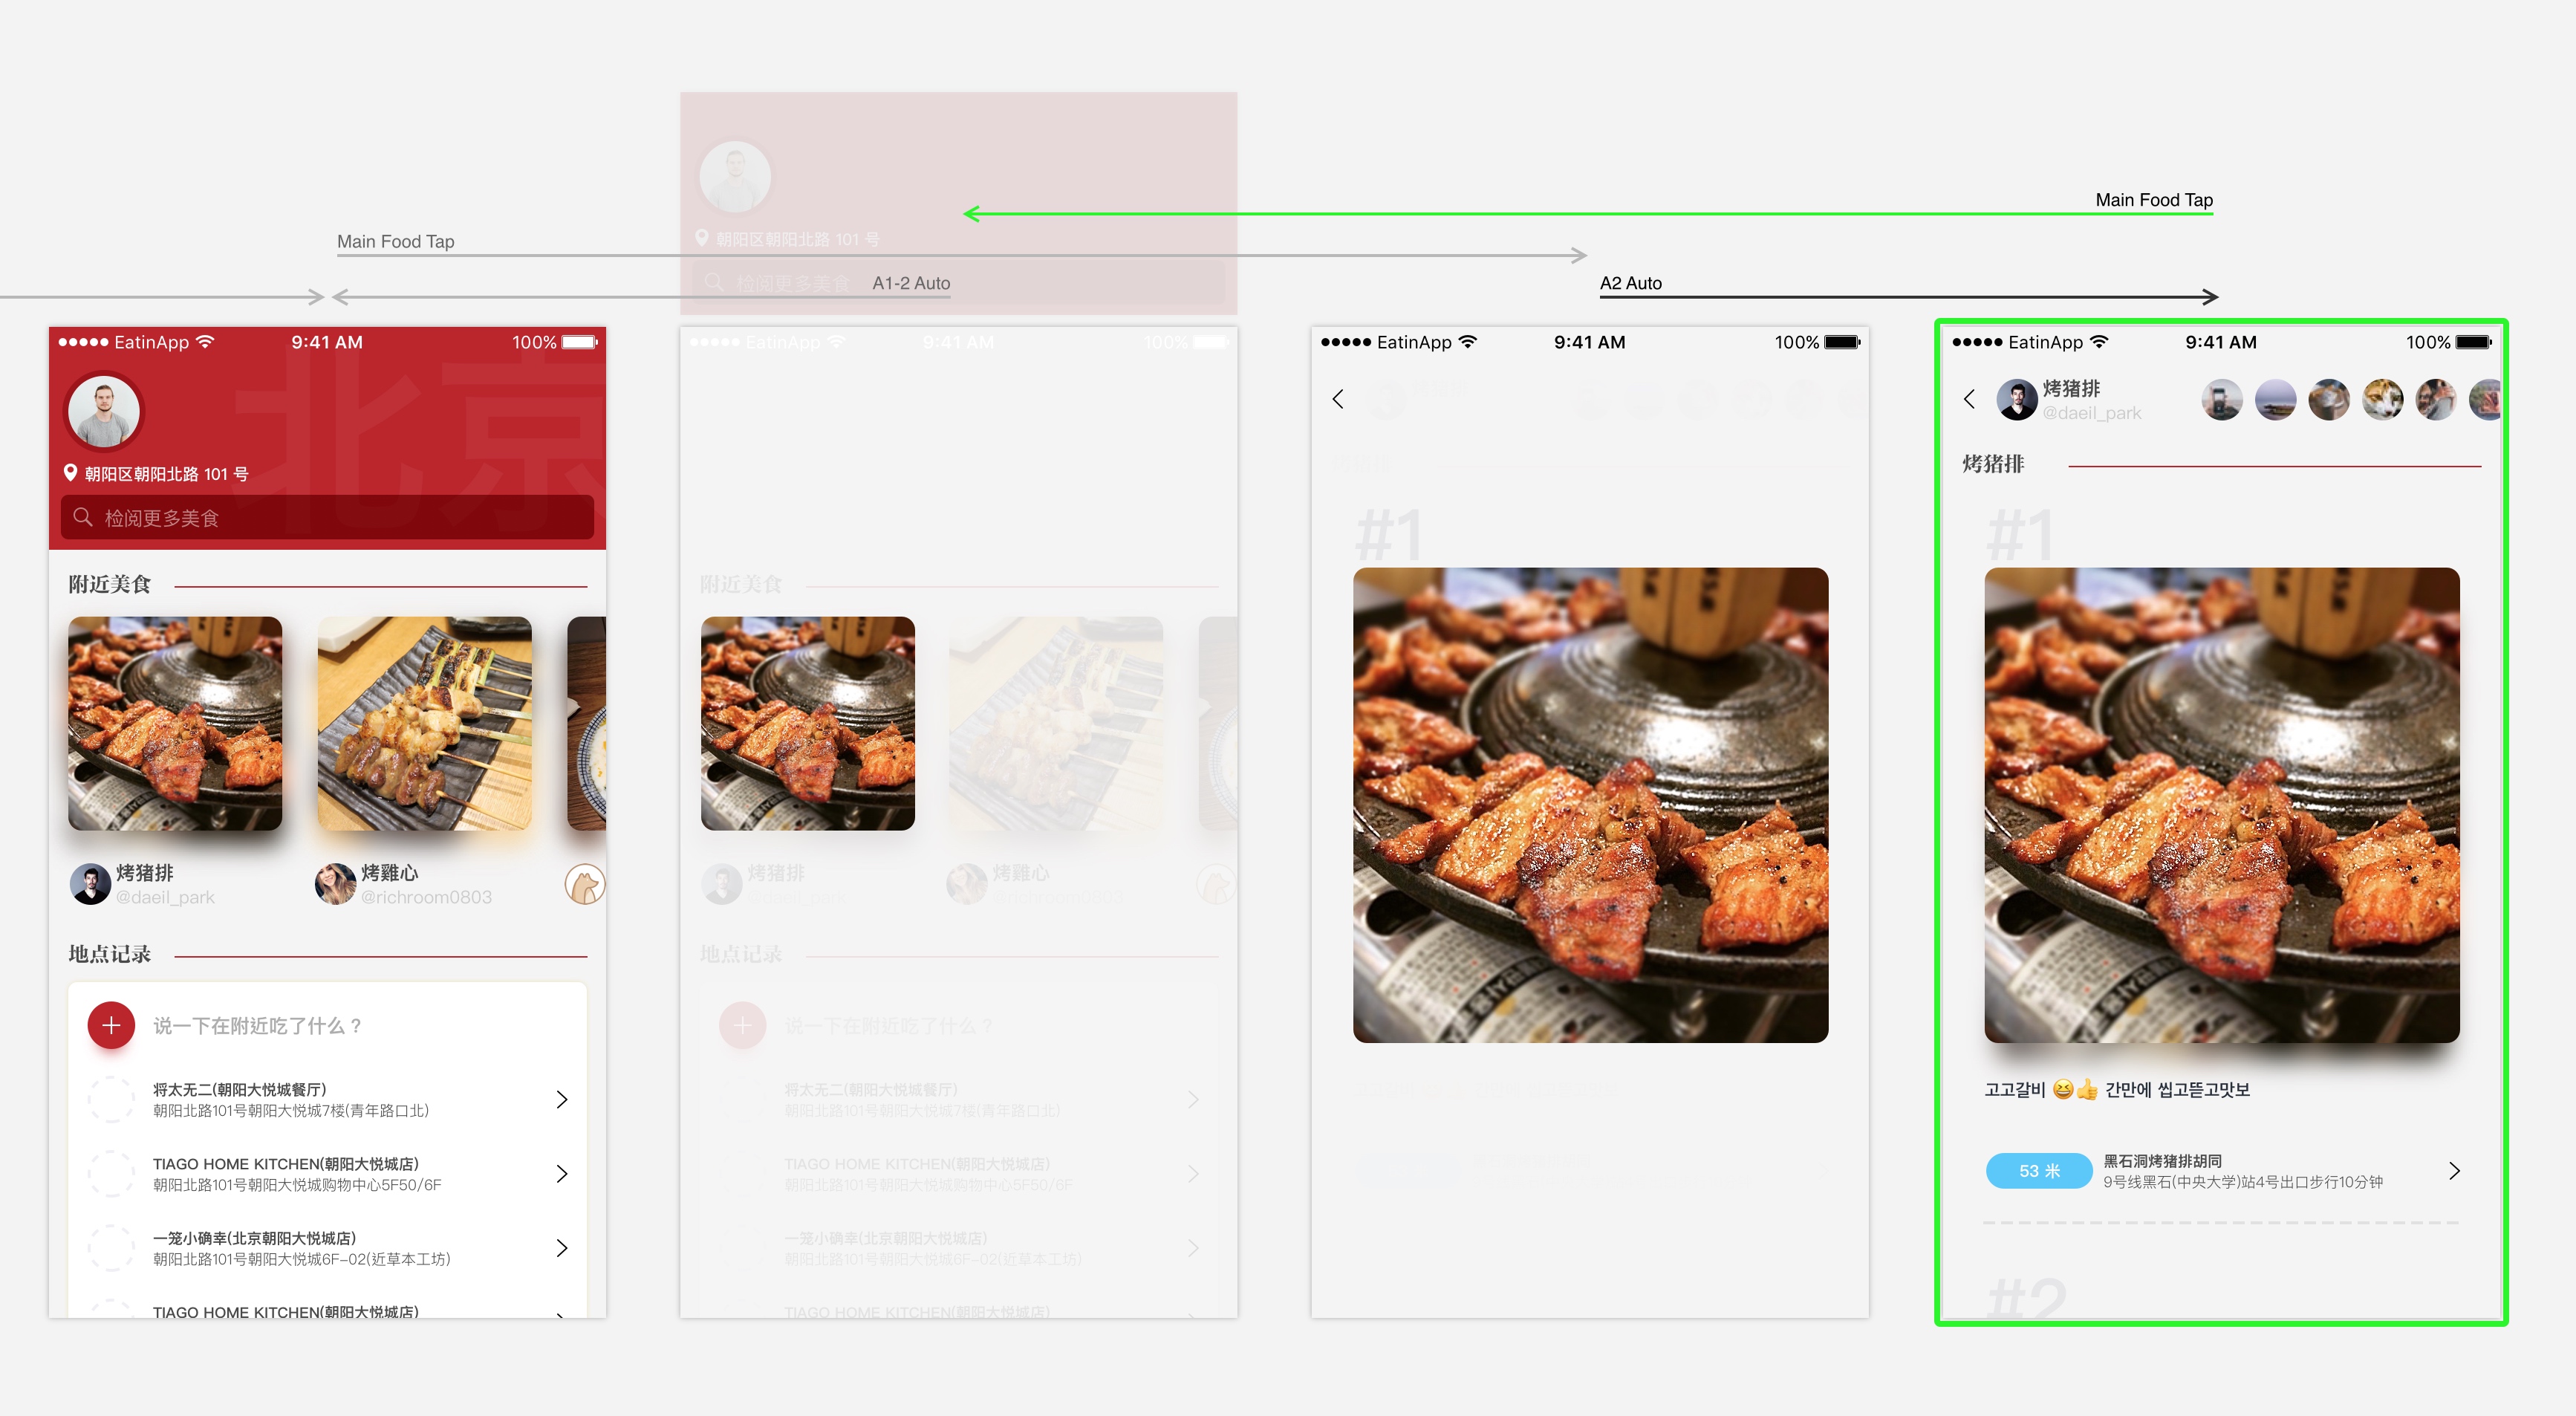 Main Food Tap
Main Food Tap
A1-2 Auto
A2 Auto
EatinApp 9:41 AM 100%
北京
朝阳区朝阳北路 101 号
检阅更多美食
附近美食
烤猪排
@daeil_park
烤雞心
@richroom0803
地点记录
说一下在附近吃了什么？
将太无二(朝阳大悦城餐厅)
朝阳北路101号朝阳大悦城7楼(青年路口北)
TIAGO HOME KITCHEN(朝阳大悦城店)
朝阳北路101号朝阳大悦城购物中心5F50/6F
一笼小确幸(北京朝阳大悦城店)
朝阳北路101号朝阳大悦城6F-02(近草本工坊)
TIAGO HOME KITCHEN(朝阳大悦城店)
朝阳区朝阳北路 101 号
检阅更多美食
EatinApp 9:41 AM 100%
附近美食
烤猪排
@daeil_park
烤雞心
@richroom0803
地点记录
说一下在附近吃了什么？
将太无二(朝阳大悦城餐厅)
朝阳北路101号朝阳大悦城7楼(青年路口北)
TIAGO HOME KITCHEN(朝阳大悦城店)
朝阳北路101号朝阳大悦城购物中心5F50/6F
一笼小确幸(北京朝阳大悦城店)
朝阳北路101号朝阳大悦城6F-02(近草本工坊)
TIAGO HOME KITCHEN(朝阳大悦城店)
EatinApp 9:41 AM 100%
#1
EatinApp 9:41 AM 100%
烤猪排
@daeil_park
烤猪排
#1
고고갈비 😆👍 간만에 씹고뜯고맛보
53 米
黑石洞烤猪排胡同
9号线黑石(中央大学)站4号出口步行10分钟
#2